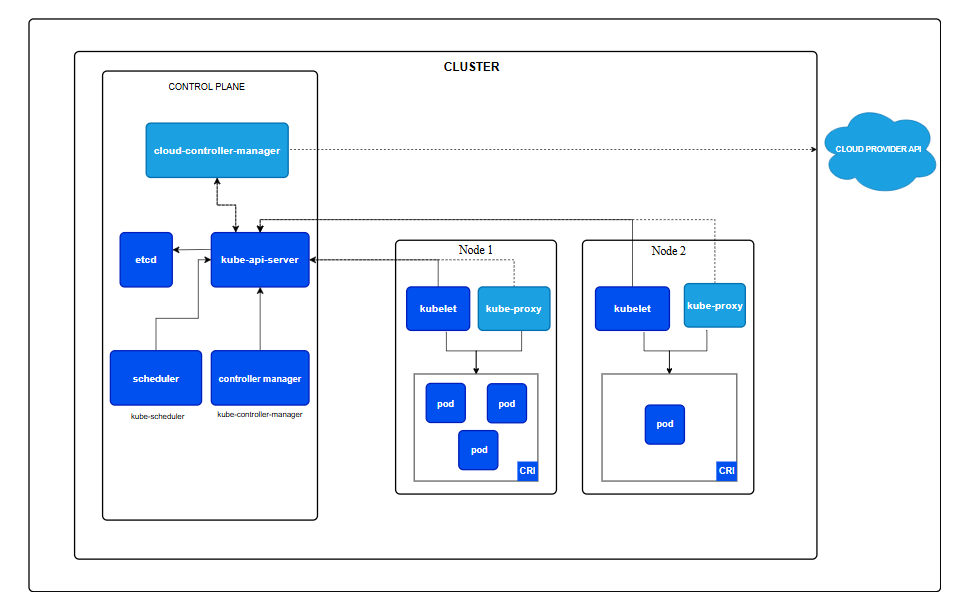 CLUSTER
CONTROL PLANE
cloud-controller-manager
CLOUD PROVIDER API
etcd
kube-api-server
scheduler
kube-scheduler
controller manager
kube-controller-manager
Node 1
kubelet
kube-proxy
pod
pod
pod
CRI
Node 2
kubelet
kube-proxy
pod
CRI